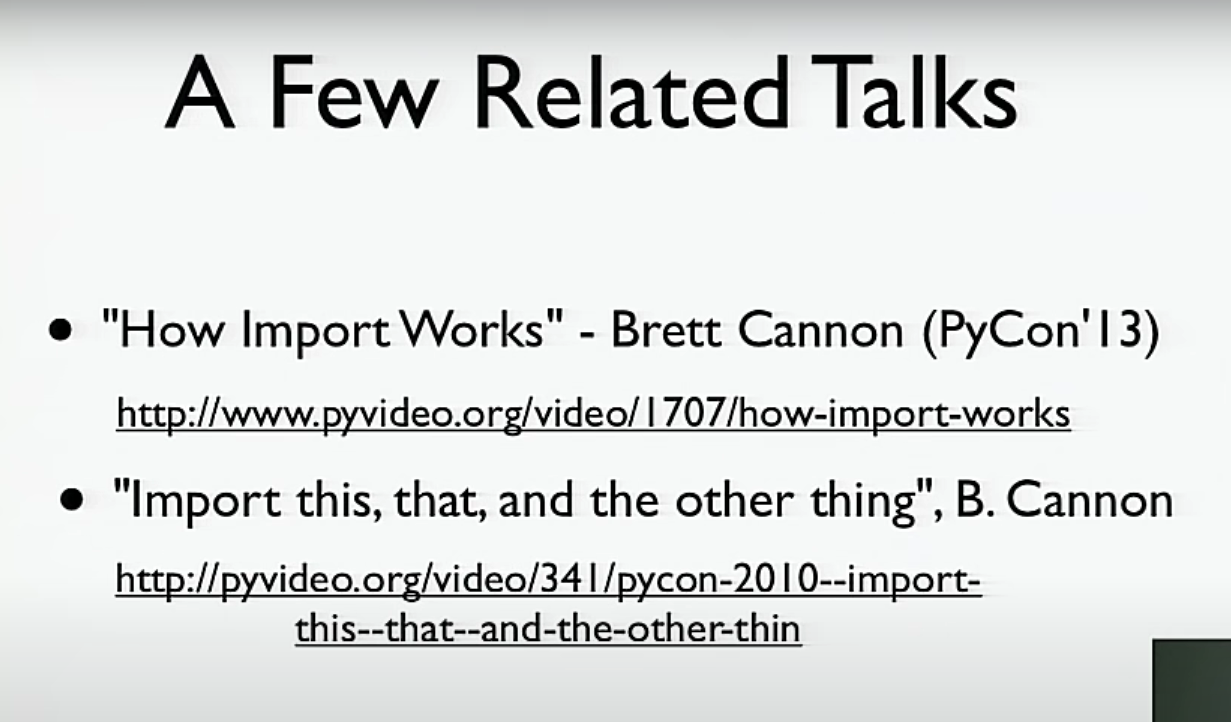 A Few Related Talks
• "How Import Works" - Brett Cannon (PyCon'13)
http://www.pyvideo.org/video/1707/how-import-works
• "Import this, that, and the other thing", B. Cannon
http://pyvideo.org/video/341/pycon-2010--import-
this--that--and-the-other-thin